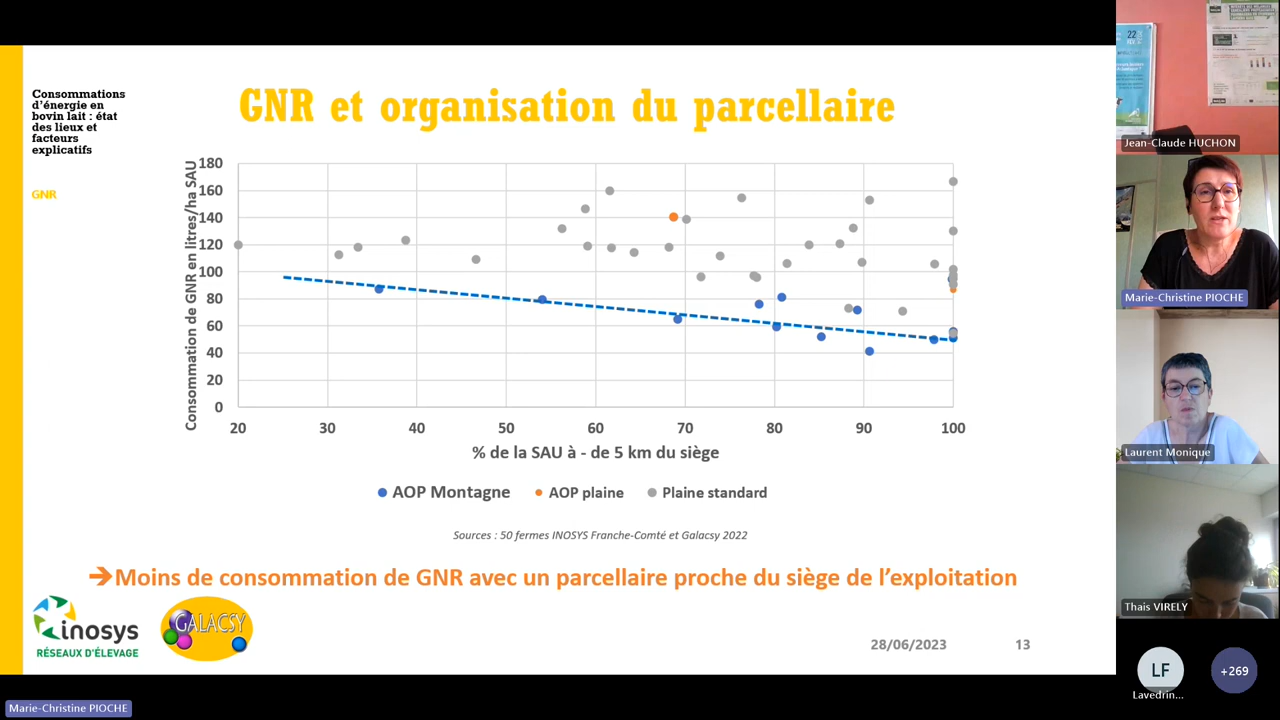 Consommations
d'énergie en
bovin lait : état
des lieux et
facteurs
explicatifs
GNR
GNR et organisation du parcellaire
Consommation de GNR en litres/ha SAU
180
160
140
120
100
80
60
40
20
0
20 30 40 50 60 70 80 90 100
% de la SAU à - de 5 km du siège
AOP Montagne AOP plaine Plaine standard
Sources : 50 fermes INOSYS Franche-Comté et Galacsy 2022
➔Moins de consommation de GNR avec un parcellaire proche du siège de l'exploitation
inosys
RÉSEAUX D'ÉLEVAGE
GALACSY
28/06/2023 13
Marie-Christine PIOCHE
22
Jean-Claude HUCHON
Marie-Christine PIOCHE
Laurent Monique
Thais VIRELY
LF
Lavedrin...
+269